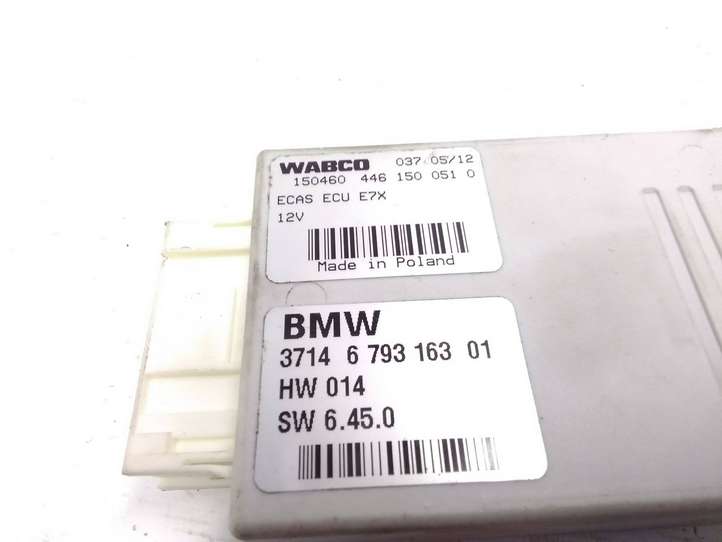 WABCO 037 05/12
150460 446 150 051 0
ECAS ECU E7X
12V
Made in Poland
BMW
3714 6 793 163 01
HW 014
SW 6.45.0